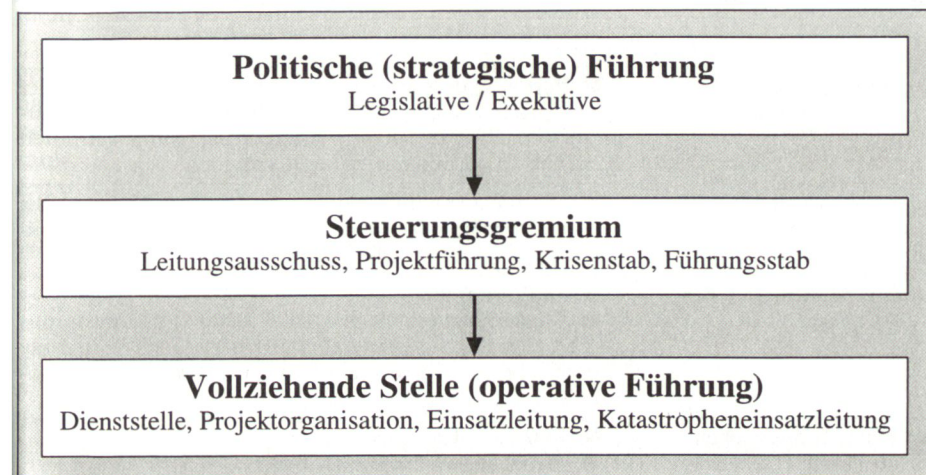 Politische (strategische) Führung
Legislative / Exekutive
Steuerungsgremium
Leitungsausschuss, Projektführung, Krisenstab, Führungsstab
Vollziehende Stelle (operative Führung)
Dienststelle, Projektorganisation, Einsatzleitung, Katastropheneinsatzleitung